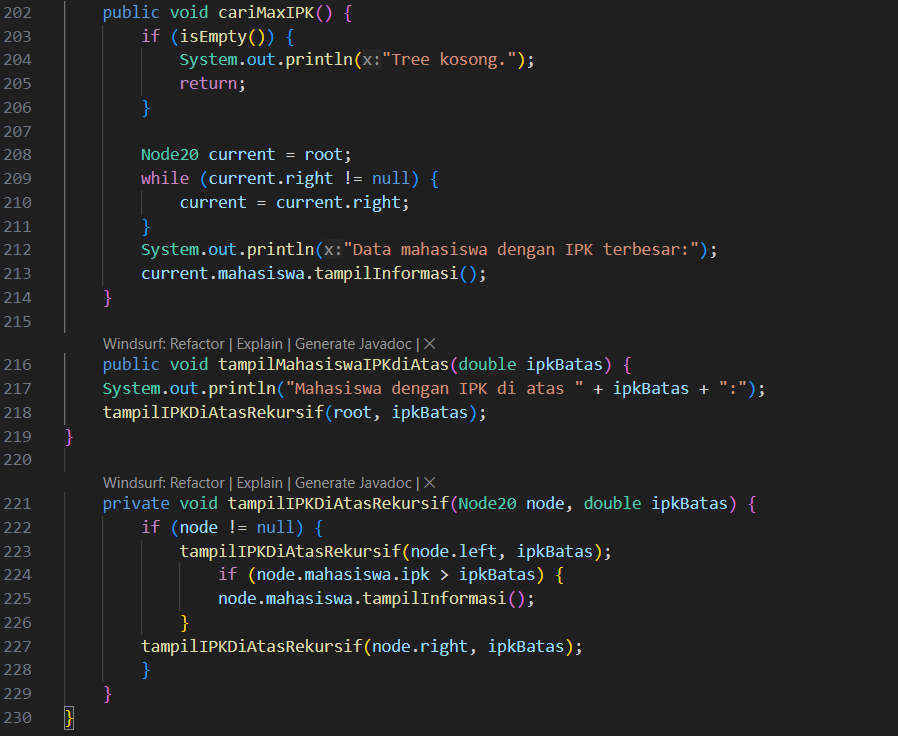 202 public void cariMaxIPK() {
203 if (isEmpty()) {
204 System.out.println(x:"Tree kosong.");
205 return;
206 }
207
208 Node20 current = root;
209 while (current.right != null) {
210 current = current.right;
211 }
212 System.out.println(x:"Data mahasiswa dengan IPK terbesar:");
213 current.mahasiswa.tampilInformasi();
214 }
215
Windsurf: Refactor | Explain | Generate Javadoc | ×
216 public void tampilMahasiswaIPKdiAtas(double ipkBatas) {
217 System.out.println("Mahasiswa dengan IPK di atas " + ipkBatas + ":");
218 tampilIPKDiAtasRekursif(root, ipkBatas);
219 }
220
Windsurf: Refactor | Explain | Generate Javadoc | ×
221 private void tampilIPKDiAtasRekursif(Node20 node, double ipkBatas) {
222 if (node != null) {
223 tampilIPKDiAtasRekursif(node.left, ipkBatas);
224 if (node.mahasiswa.ipk > ipkBatas) {
225 node.mahasiswa.tampilInformasi();
226 }
227 tampilIPKDiAtasRekursif(node.right, ipkBatas);
228 }
229 }
230 }